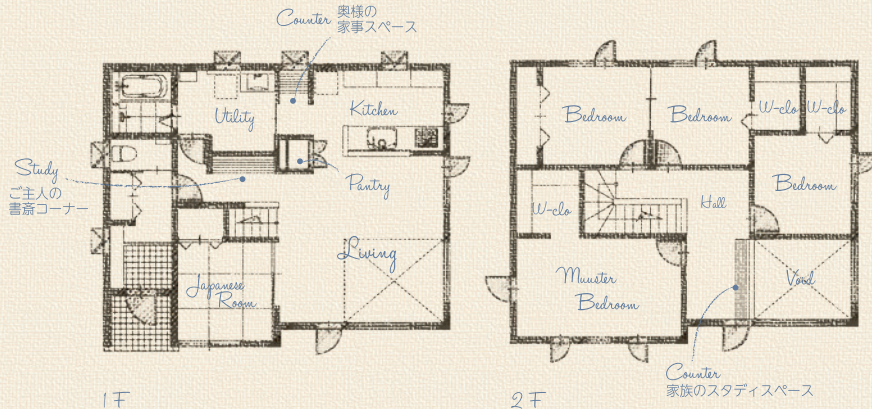 Counter
奥様の
家事スペース
Utility
Kitchen
Study
ご主人の
書斎コーナー
Pantry
Living
Japanese
Room
1F
Bedroom
Bedroom
W-clo
W-clo
Bedroom
W-clo
Hall
Muuster
Bedroom
Void
Counter
家族のスタディスペース
2F